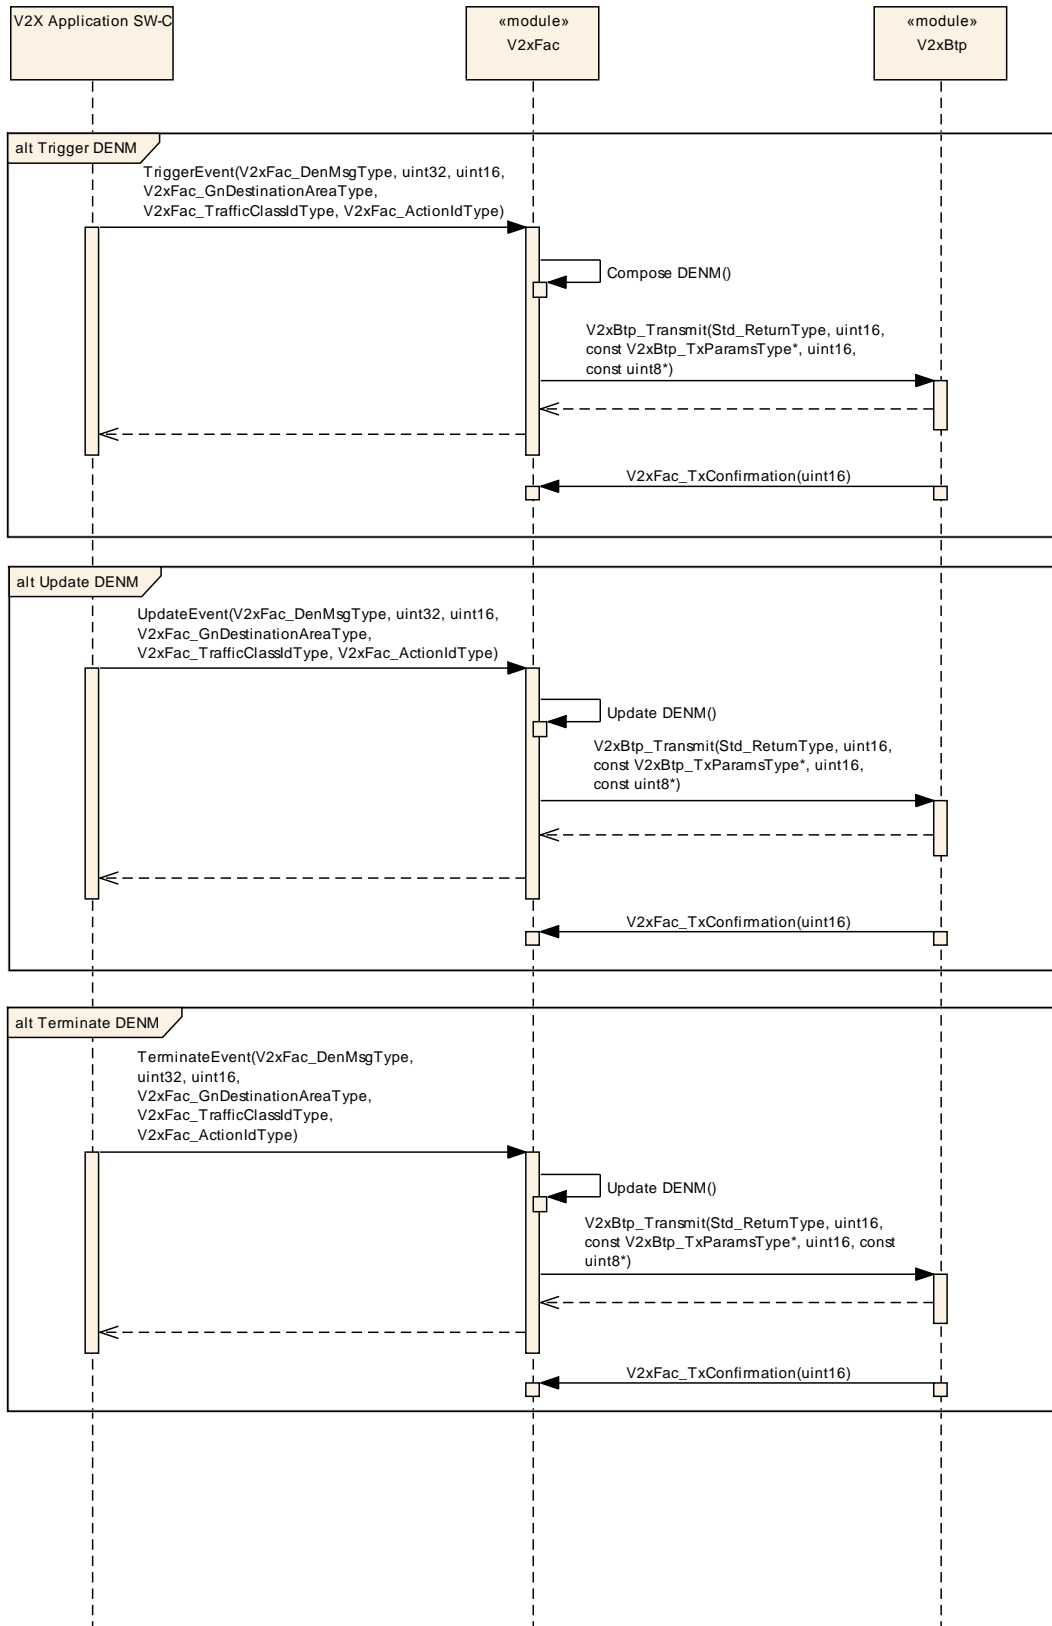 V2X Application SW-C
«module»
V2xFac
«module»
V2xBtp
alt Trigger DENM
TriggerEvent(V2xFac_DenMsgType, uint32, uint16,
V2xFac_GnDestinationAreaType,
V2xFac_TrafficClassIdType, V2xFac_ActionIdType)
Compose DENM()
V2xBtp_Transmit(Std_ReturnType, uint16,
const V2xBtp_TxParamsType*, uint16,
const uint8*)
V2xFac_TxConfirmation(uint16)
alt Update DENM
UpdateEvent(V2xFac_DenMsgType, uint32, uint16,
V2xFac_GnDestinationAreaType,
V2xFac_TrafficClassIdType, V2xFac_ActionIdType)
Update DENM()
V2xBtp_Transmit(Std_ReturnType, uint16,
const V2xBtp_TxParamsType*, uint16,
const uint8*)
V2xFac_TxConfirmation(uint16)
alt Terminate DENM
TerminateEvent(V2xFac_DenMsgType,
uint32, uint16,
V2xFac_GnDestinationAreaType,
V2xFac_TrafficClassIdType,
V2xFac_ActionIdType)
Update DENM()
V2xBtp_Transmit(Std_ReturnType, uint16,
const V2xBtp_TxParamsType*, uint16, const
uint8*)
V2xFac_TxConfirmation(uint16)